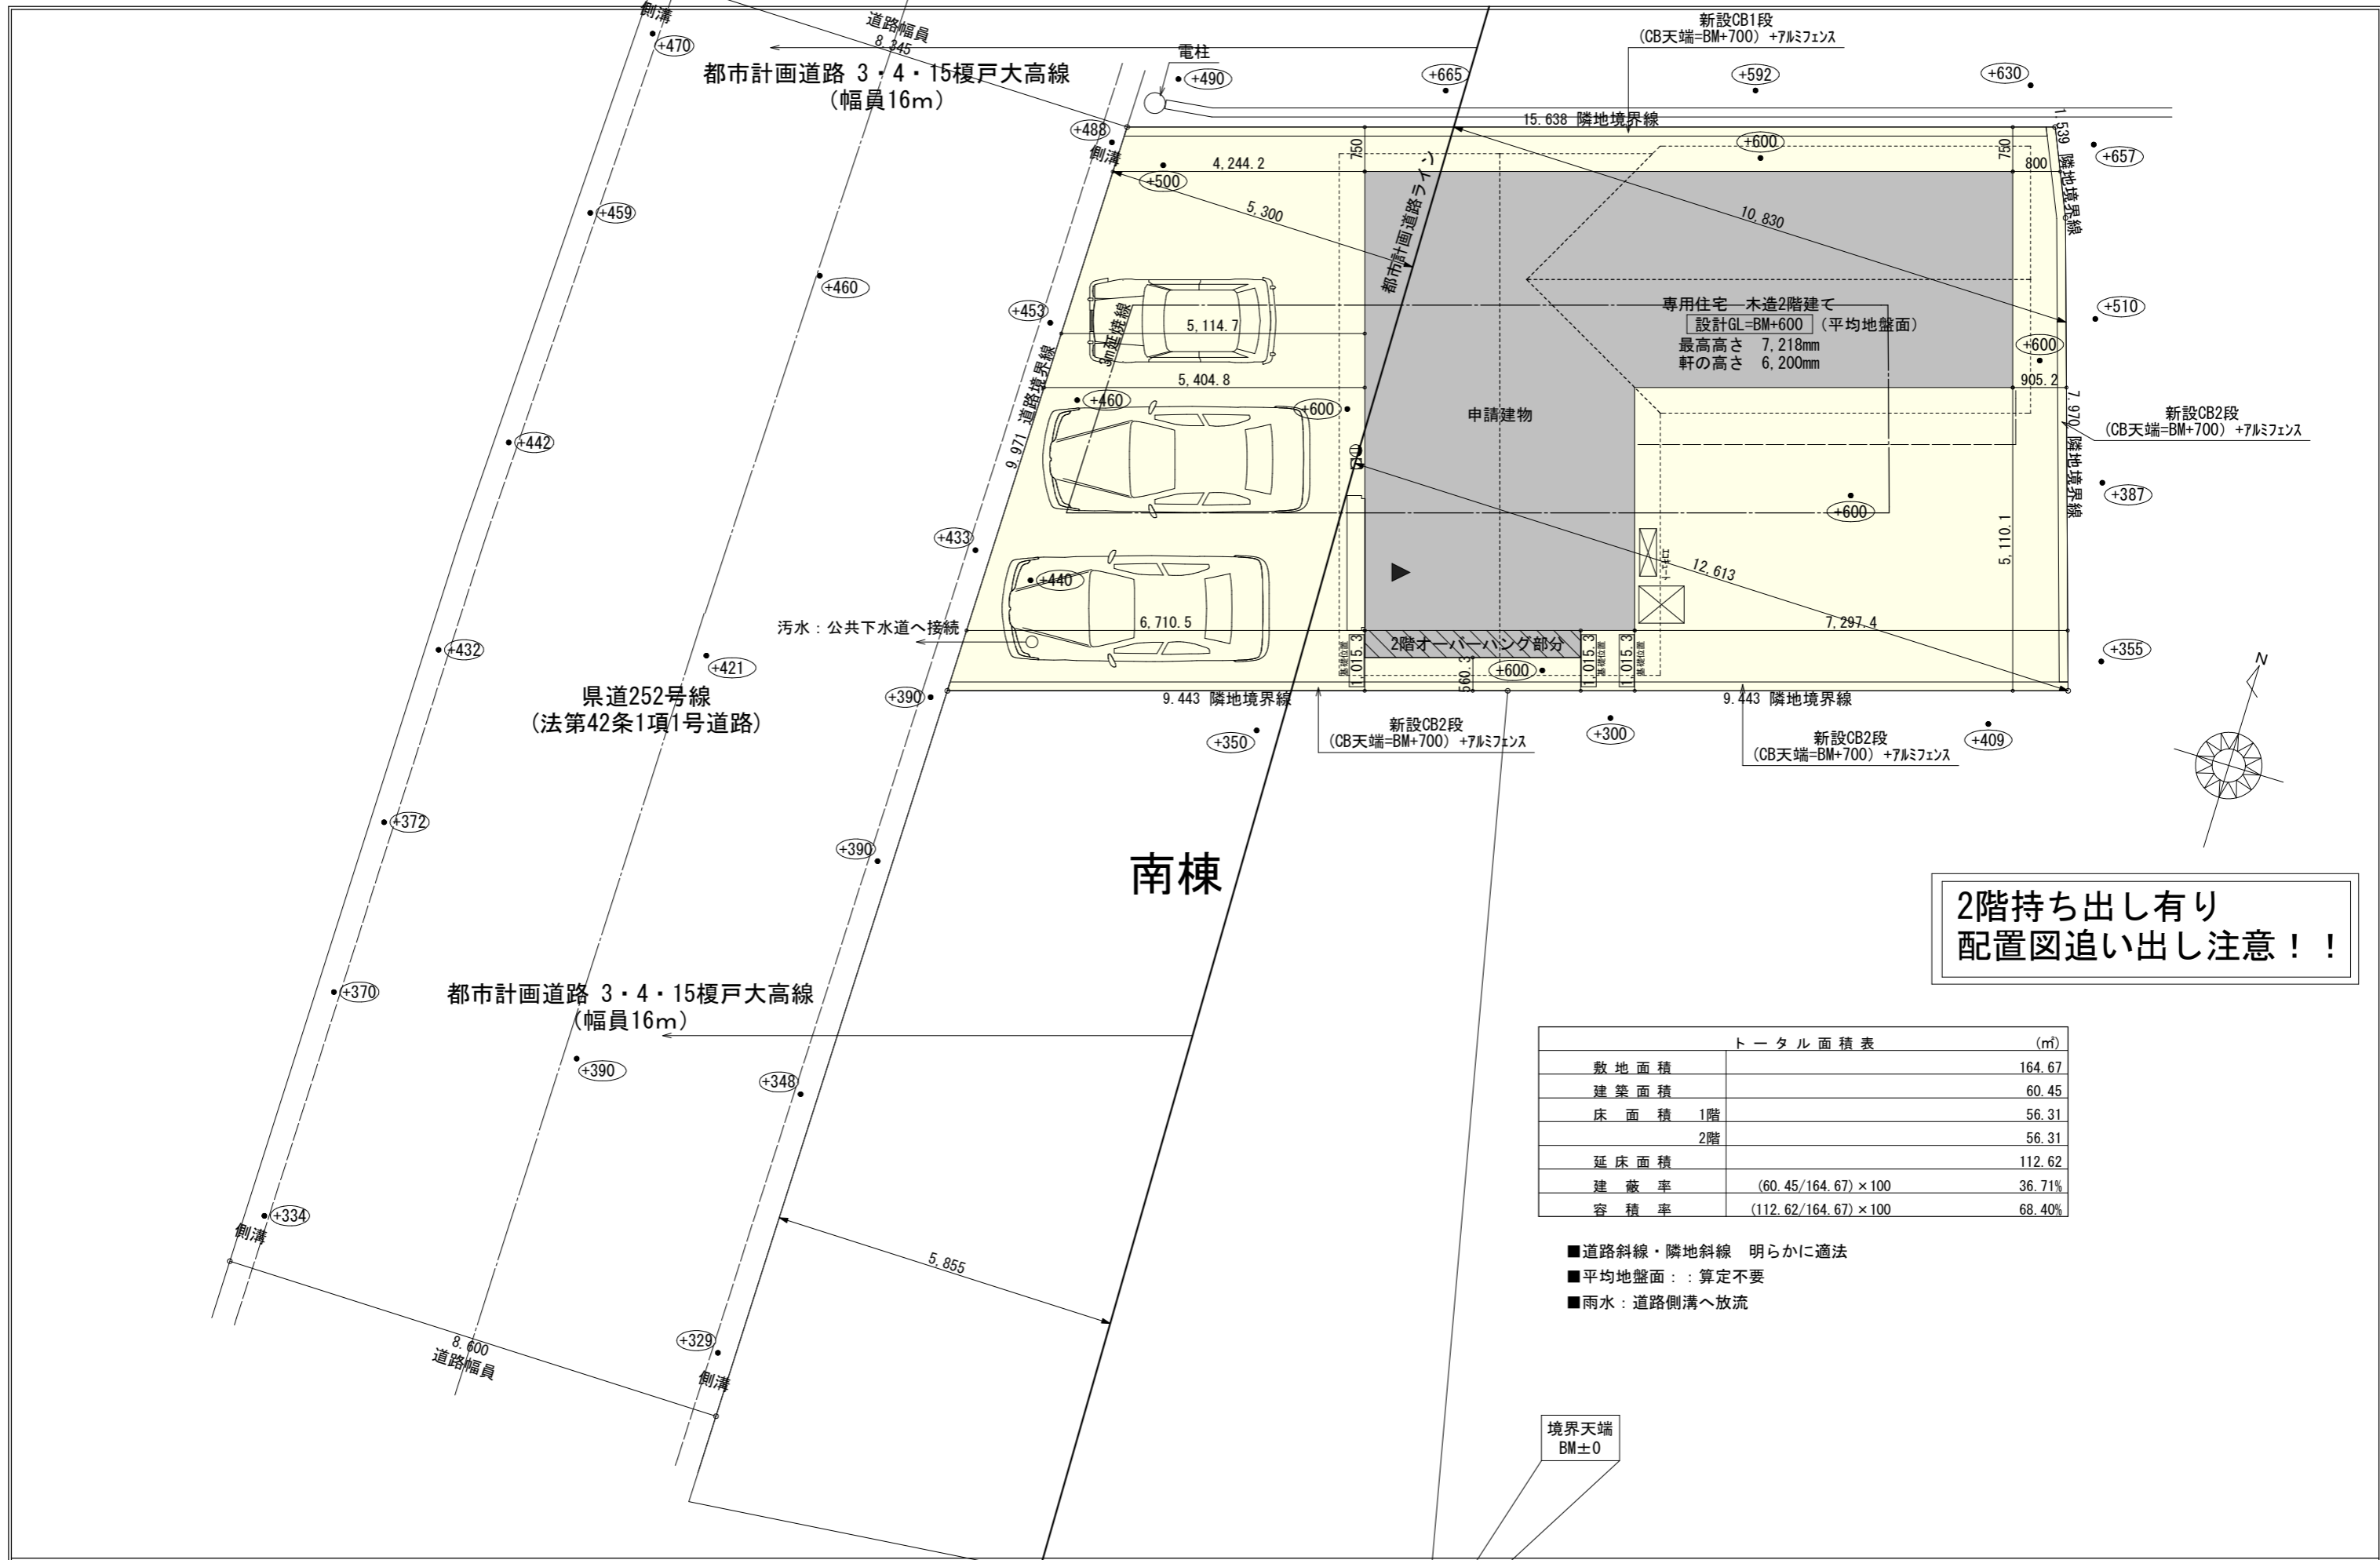 側溝
+470
道路幅員
8,345
都市計画道路 3・4・15榎戸大高線
(幅員16m)
電柱
+490
+665
新設CB1段
(CB天端=BM+700) +アルミフェンス
+592
+630
+488
側溝
15.638 隣地境界線
1.539 隣地境界線
+657
750
750
+600
800
4,244.2
+500
+459
5,300
都市計画道路ライン
10,830
+460
+453
3m延焼線
5,114.7
専用住宅 木造2階建て
設計GL=BM+600 (平均地盤面)
最高高さ 7,218mm
軒の高さ 6,200mm
+510
+600
5,404.8
905.2
9.971 道路境界線
+460
+600
申請建物
7.970 隣地境界線
新設CB2段
(CB天端=BM+700) +アルミフェンス
+442
+387
+600
+433
5,110.1
エコキュート
12,613
+440
汚水：公共下水道へ接続
6,710.5
7,297.4
+432
+421
2階オーバーハング部分
1,015.3
基礎位置
1,015.3
基礎位置
1,015.3
基礎位置
560.3
+600
+355
県道252号線
(法第42条1項1号道路)
+390
9.443 隣地境界線
9.443 隣地境界線
+350
新設CB2段
(CB天端=BM+700) +アルミフェンス
+300
新設CB2段
(CB天端=BM+700) +アルミフェンス
+409
N
+372
+390
南棟
2階持ち出し有り
配置図追い出し注意！！
+370
都市計画道路 3・4・15榎戸大高線
(幅員16m)
+390
+348
トータル面積表 (㎡)
敷地面積 164.67
建築面積 60.45
床面積 1階 56.31
2階 56.31
延床面積 112.62
建蔽率 (60.45/164.67)×100 36.71%
容積率 (112.62/164.67)×100 68.40%
+334
側溝
5,855
■道路斜線・隣地斜線 明らかに適法
■平均地盤面：：算定不要
■雨水：道路側溝へ放流
8,600
道路幅員
+329
側溝
境界天端
BM±0